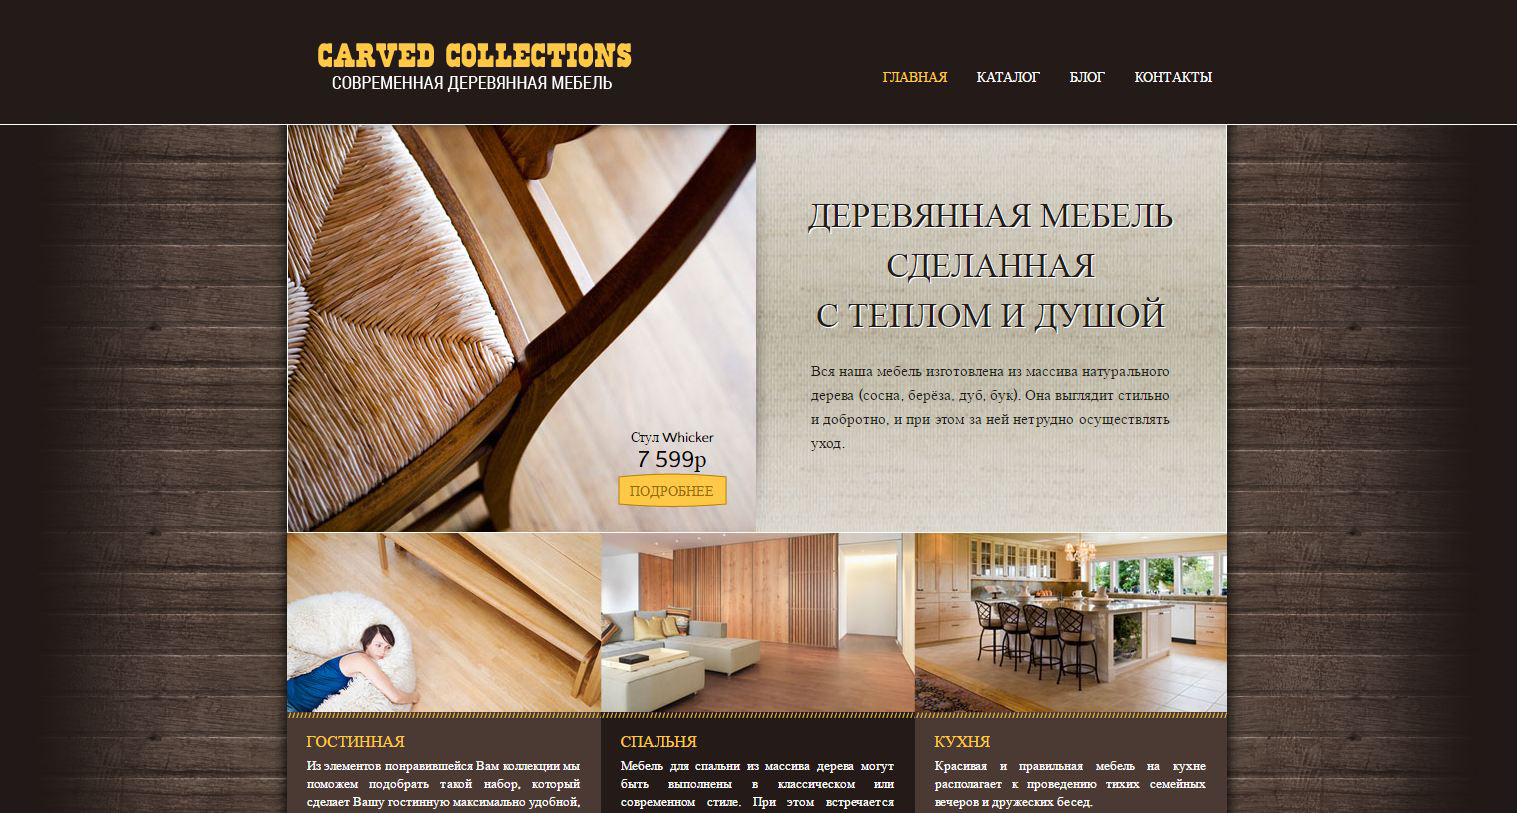 CARVED COLLECTIONS
СОВРЕМЕННАЯ ДЕРЕВЯННАЯ МЕБЕЛЬ
ГЛАВНАЯ КАТАЛОГ БЛОГ КОНТАКТЫ
ДЕРЕВЯННАЯ МЕБЕЛЬ
СДЕЛАННАЯ
С ТЕПЛОМ И ДУШОЙ
Вся наша мебель изготовлена из массива натурального
дерева (сосна, берёза, дуб, бук). Она выглядит стильно
и добротно, и при этом за ней нетрудно осуществлять
уход.
Стул Whicker
7 599р
ПОДРОБНЕЕ
ГОСТИННАЯ
Из элементов понравившейся Вам коллекции мы
поможем подобрать такой набор, который
сделает Вашу гостинную максимально удобной,
СПАЛЬНЯ
Мебель для спальни из массива дерева могут
быть выполнены в классическом или
современном стиле. При этом встречается
КУХНЯ
Красивая и правильная мебель на кухне
располагает к проведению тихих семейных
вечеров и дружеских бесед.